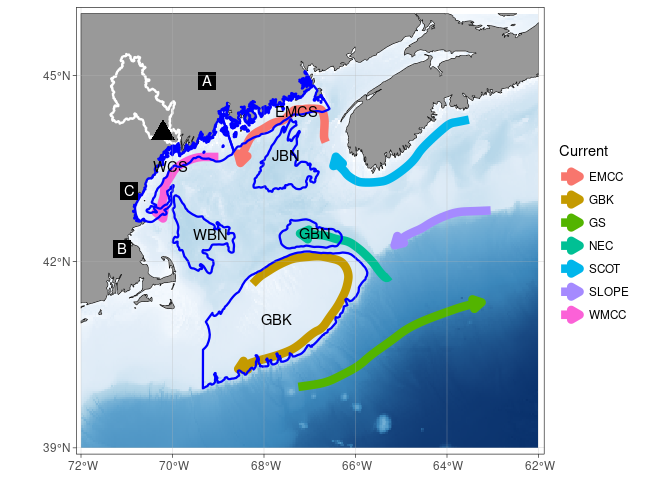 45°N
42°N
39°N
A
EMCS
JBN
WCS
C
B
WBN
GBN
GBK
72°W
70°W
68°W
66°W
64°W
62°W
Current
EMCC
GBK
GS
NEC
SCOT
SLOPE
WMCC